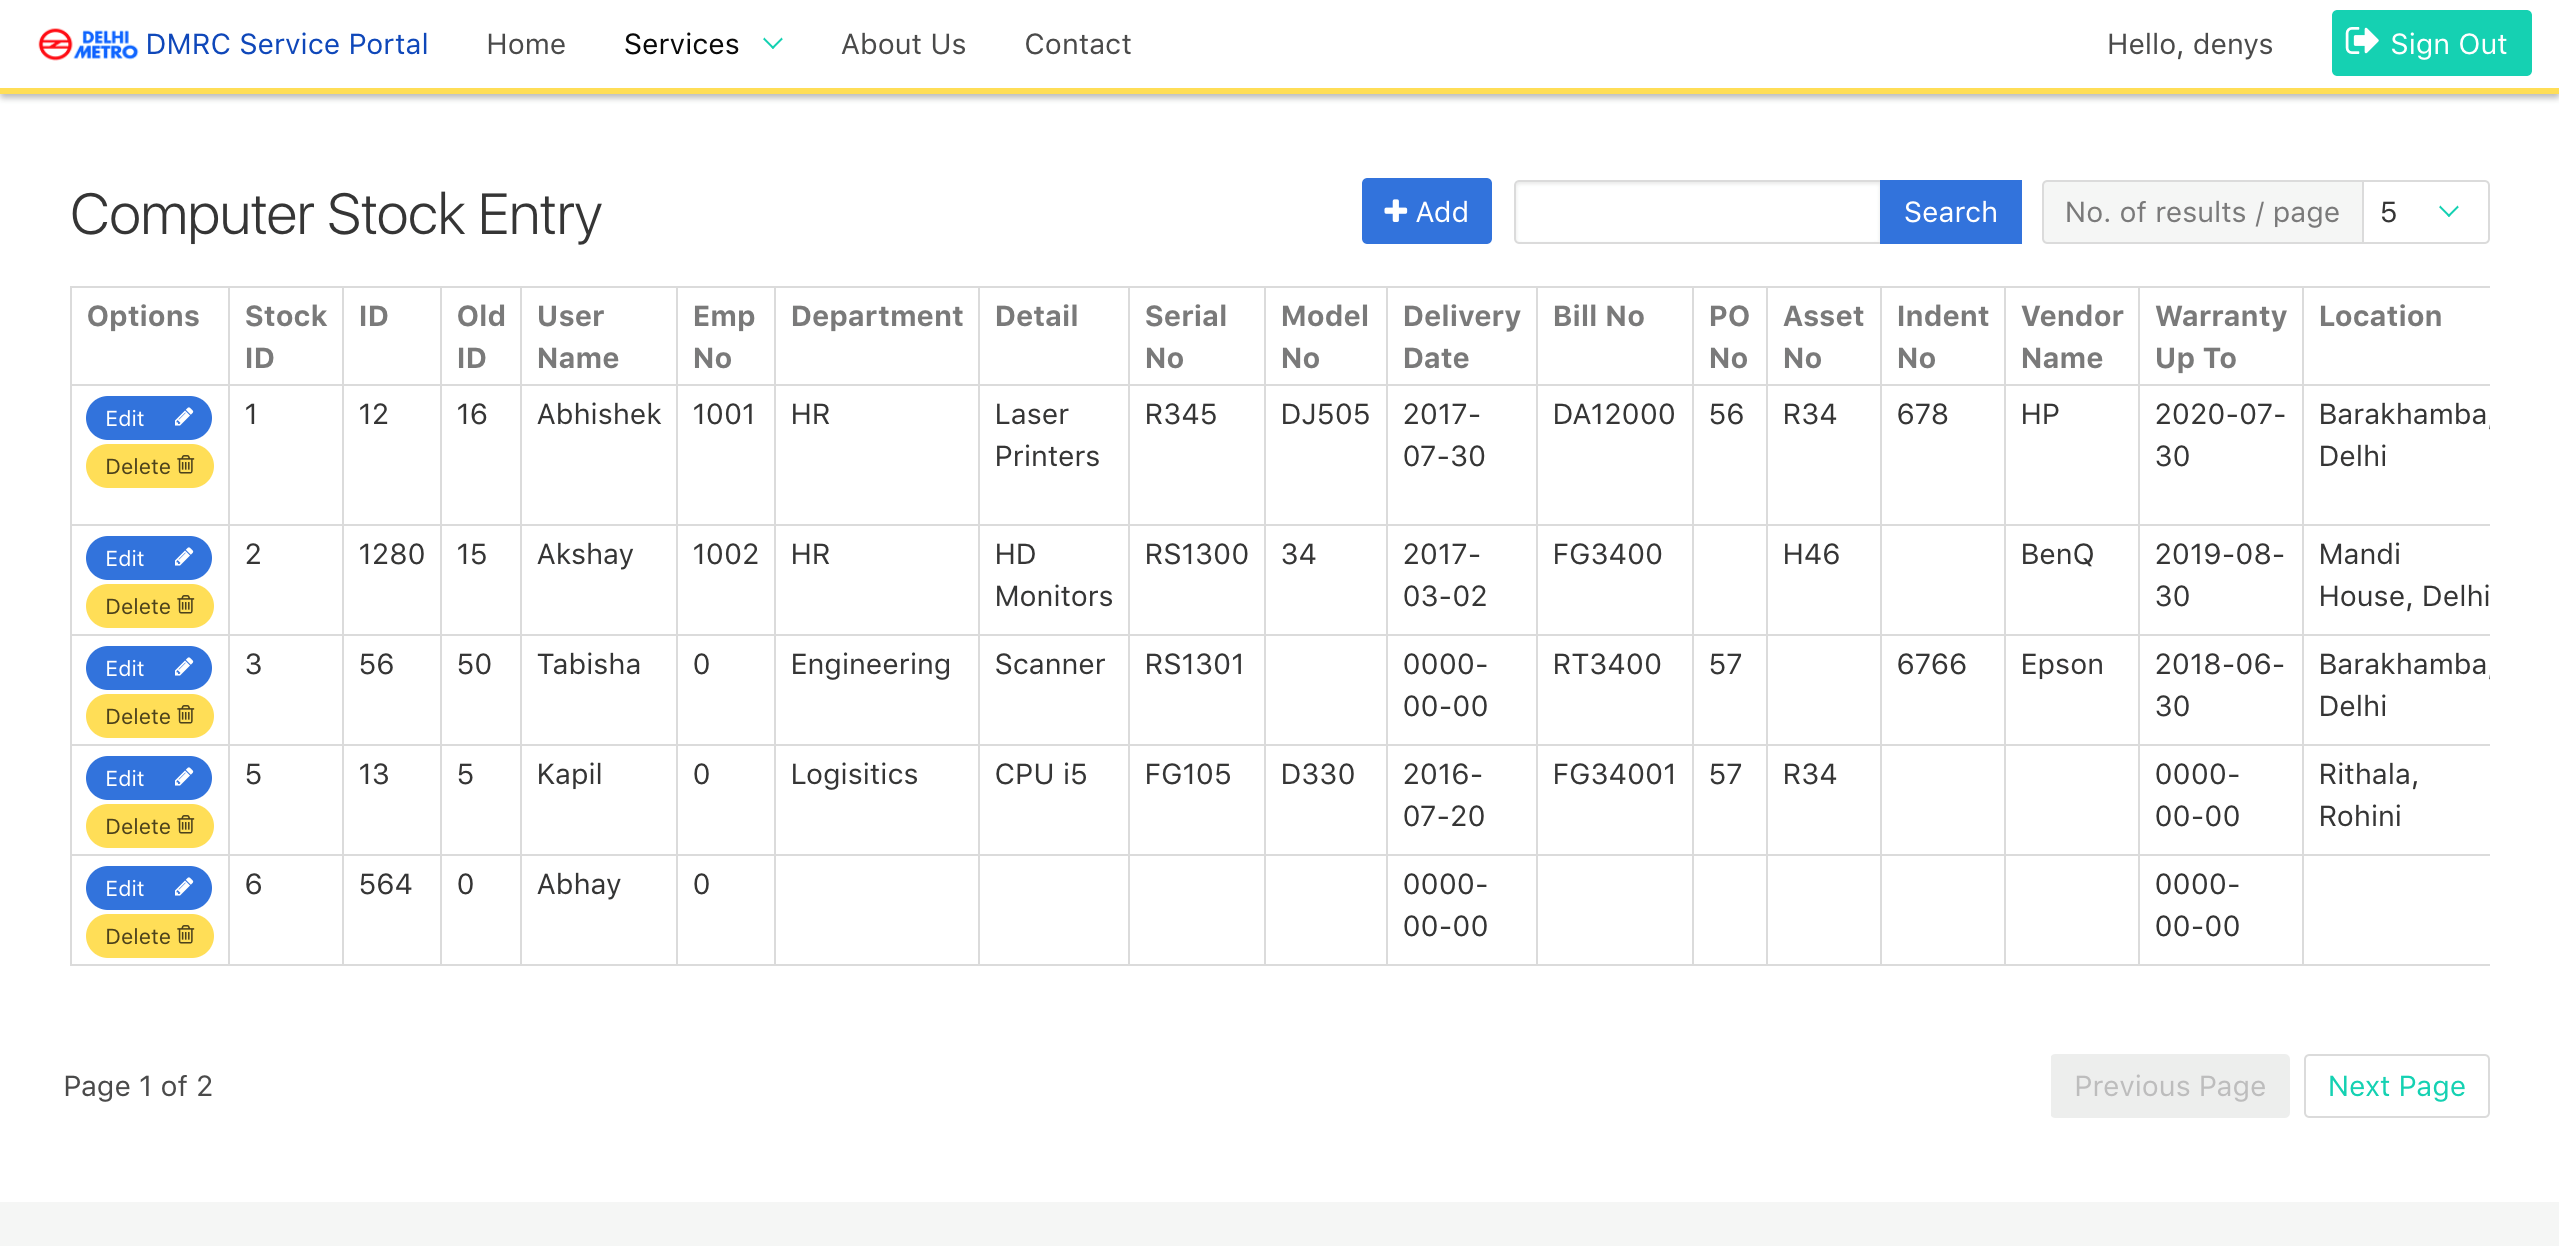 DELHI METRO DMRC Service Portal Home Services About Us Contact Hello, denys Sign Out
Computer Stock Entry Add Search No. of results / page 5
Options Stock ID ID Old ID User Name Emp No Department Detail Serial No Model No Delivery Date Bill No PO No Asset No Indent No Vendor Name Warranty Up To Location
Edit Delete 1 12 16 Abhishek 1001 HR Laser Printers R345 DJ505 2017-07-30 DA12000 56 R34 678 HP 2020-07-30 Barakhamba, Delhi
Edit Delete 2 1280 15 Akshay 1002 HR HD Monitors RS1300 34 2017-03-02 FG3400 H46 BenQ 2019-08-30 Mandi House, Delhi
Edit Delete 3 56 50 Tabisha 0 Engineering Scanner RS1301 0000-00-00 RT3400 57 6766 Epson 2018-06-30 Barakhamba, Delhi
Edit Delete 5 13 5 Kapil 0 Logisitics CPU i5 FG105 D330 2016-07-20 FG34001 57 R34 0000-00-00 Rithala, Rohini
Edit Delete 6 564 0 Abhay 0 0000-00-00 0000-00-00
Page 1 of 2 Previous Page Next Page